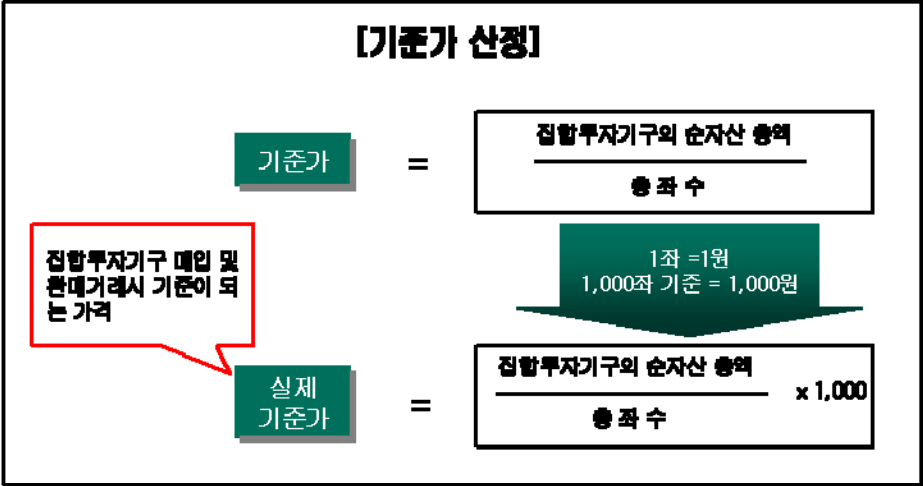 [기준가 산정]
기준가
=
집합투자기구의 순자산 총액
총 좌 수
집합투자기구 매입 및
환매거래시 기준이 되
는 가격
1좌 =1원
1,000좌 기준 = 1,000원
실제
기준가
=
집합투자기구의 순자산 총액
총 좌 수
x 1,000